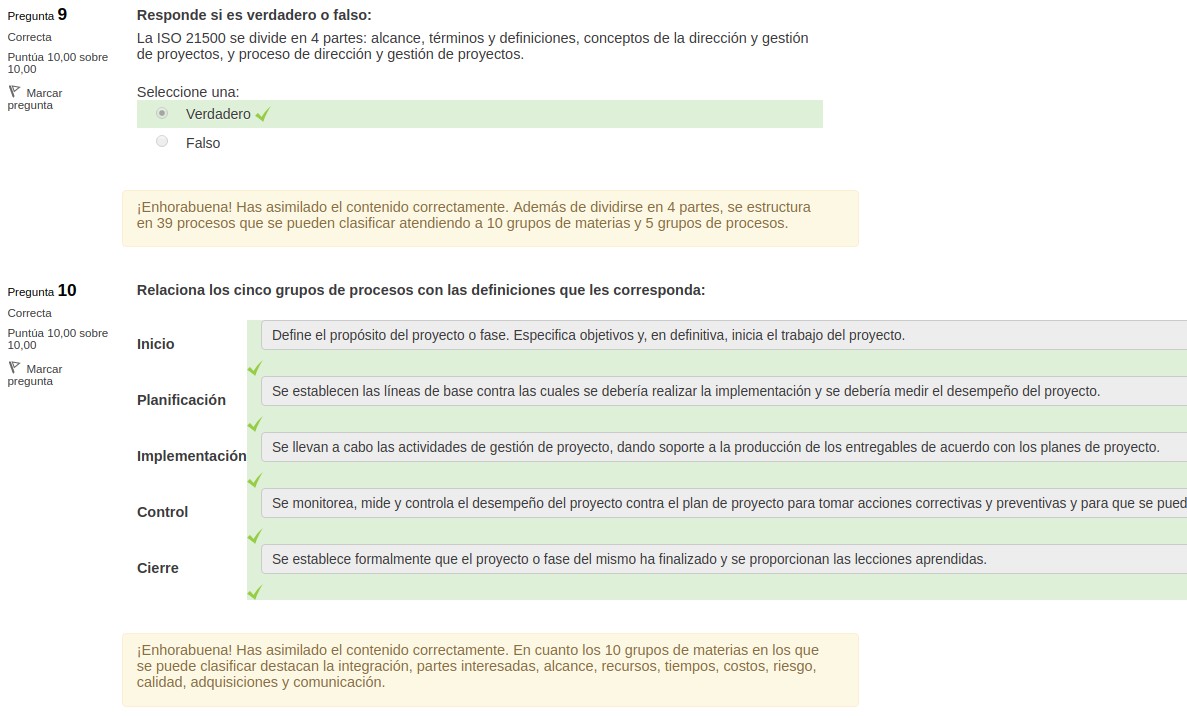 Pregunta 9
Correcta
Puntúa 10,00 sobre
10,00
Marcar
pregunta
Responde si es verdadero o falso:
La ISO 21500 se divide en 4 partes: alcance, términos y definiciones, conceptos de la dirección y gestión
de proyectos, y proceso de dirección y gestión de proyectos.
Seleccione una:
Verdadero
Falso
¡Enhorabuena! Has asimilado el contenido correctamente. Además de dividirse en 4 partes, se estructura
en 39 procesos que se pueden clasificar atendiendo a 10 grupos de materias y 5 grupos de procesos.
Pregunta 10
Correcta
Puntúa 10,00 sobre
10,00
Marcar
pregunta
Relaciona los cinco grupos de procesos con las definiciones que les corresponda:
Inicio
Define el propósito del proyecto o fase. Especifica objetivos y, en definitiva, inicia el trabajo del proyecto.
Planificación
Se establecen las líneas de base contra las cuales se debería realizar la implementación y se debería medir el desempeño del proyecto.
Implementación
Se llevan a cabo las actividades de gestión de proyecto, dando soporte a la producción de los entregables de acuerdo con los planes de proyecto.
Control
Se monitorea, mide y controla el desempeño del proyecto contra el plan de proyecto para tomar acciones correctivas y preventivas y para que se pued
Cierre
Se establece formalmente que el proyecto o fase del mismo ha finalizado y se proporcionan las lecciones aprendidas.
¡Enhorabuena! Has asimilado el contenido correctamente. En cuanto los 10 grupos de materias en los que
se puede clasificar destacan la integración, partes interesadas, alcance, recursos, tiempos, costos, riesgo,
calidad, adquisiciones y comunicación.